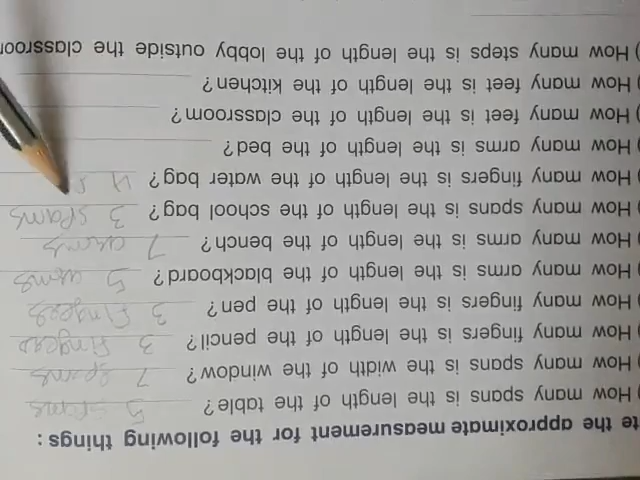 te the approximate measurement for the following things :
) How many spans is the length of the table? 5 spans
) How many spans is the width of the window? 7 spans
) How many fingers is the length of the pencil? 3 Fingers
) How many fingers is the length of the pen? 3 Fingers
) How many arms is the length of the blackboard? 5 arms
) How many arms is the length of the bench? 7 arms
) How many spans is the length of the school bag? 3 spams
) How many fingers is the length of the water bag? 4
) How many arms is the length of the bed?
) How many feet is the length of the classroom?
) How many feet is the length of the kitchen?
) How many steps is the length of the lobby outside the classroom